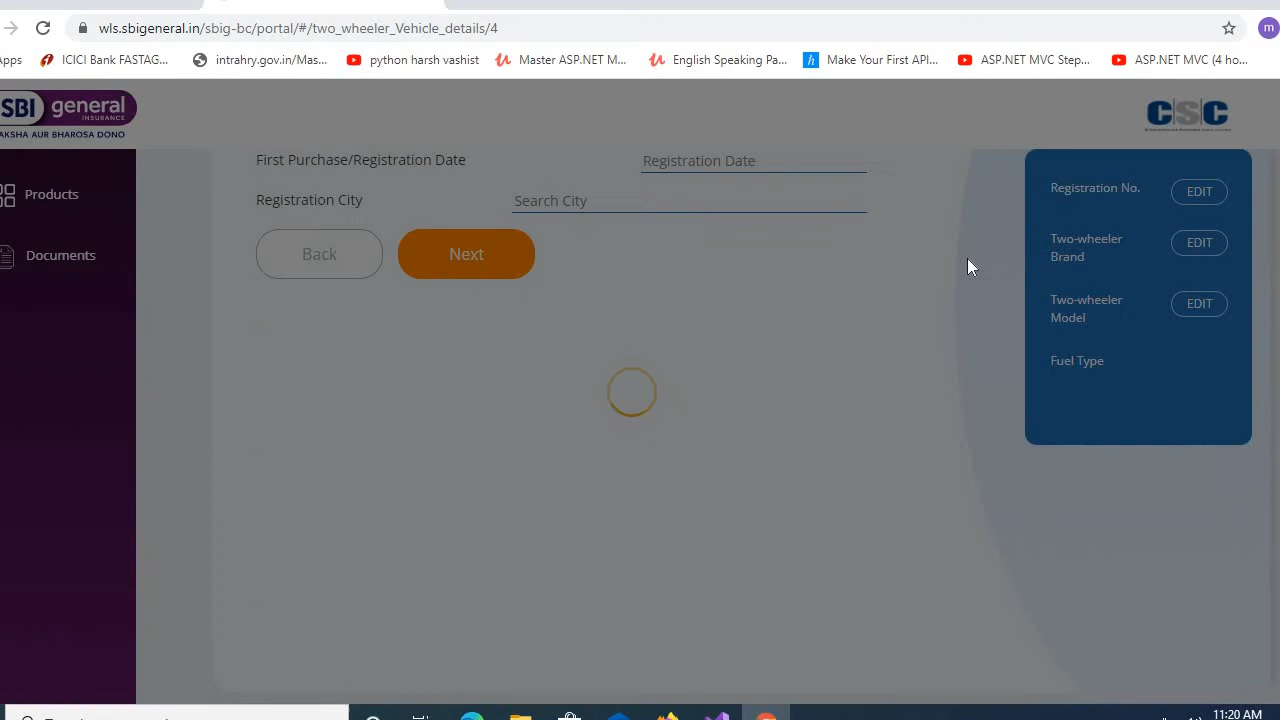 wls.sbigeneral.in/sbig-bc/portal/#/two_wheeler_Vehicle_details/4
m
pps ICICI Bank FASTAG... intrahry.gov.in/Mas... python harsh vashist Master ASP.NET M... English Speaking Pa... h Make Your First API... ASP.NET MVC Step... ASP.NET MVC (4 ho...
SBI general
INSURANCE
AKSHA AUR BHAROSA DONO
CSC
First Purchase/Registration Date Registration Date
Registration City Search City
Back Next
Products
Documents
Registration No. EDIT
Two-wheeler Brand EDIT
Two-wheeler Model EDIT
Fuel Type
11:20 AM